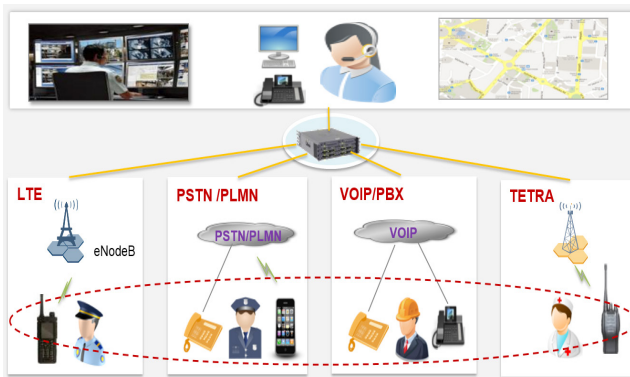 LTE
PSTN /PLMN
VOIP/PBX
TETRA
eNodeB
PSTN/PLMN
VOIP